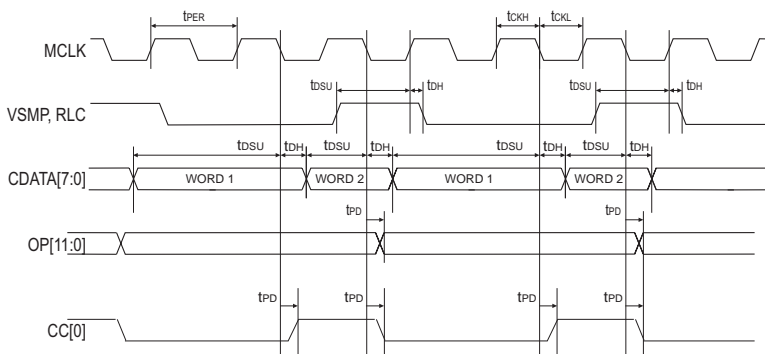 tPER
tCKH
tCKL
MCLK
tDSU
tDH
tDSU
tDH
VSMP, RLC
tDSU
tDH
tDSU
tDH
tDSU
tDH
tDSU
tDH
CDATA[7:0]
WORD 1
WORD 2
WORD 1
WORD 2
tPD
tPD
OP[11:0]
tPD
tPD
tPD
tPD
CC[0]